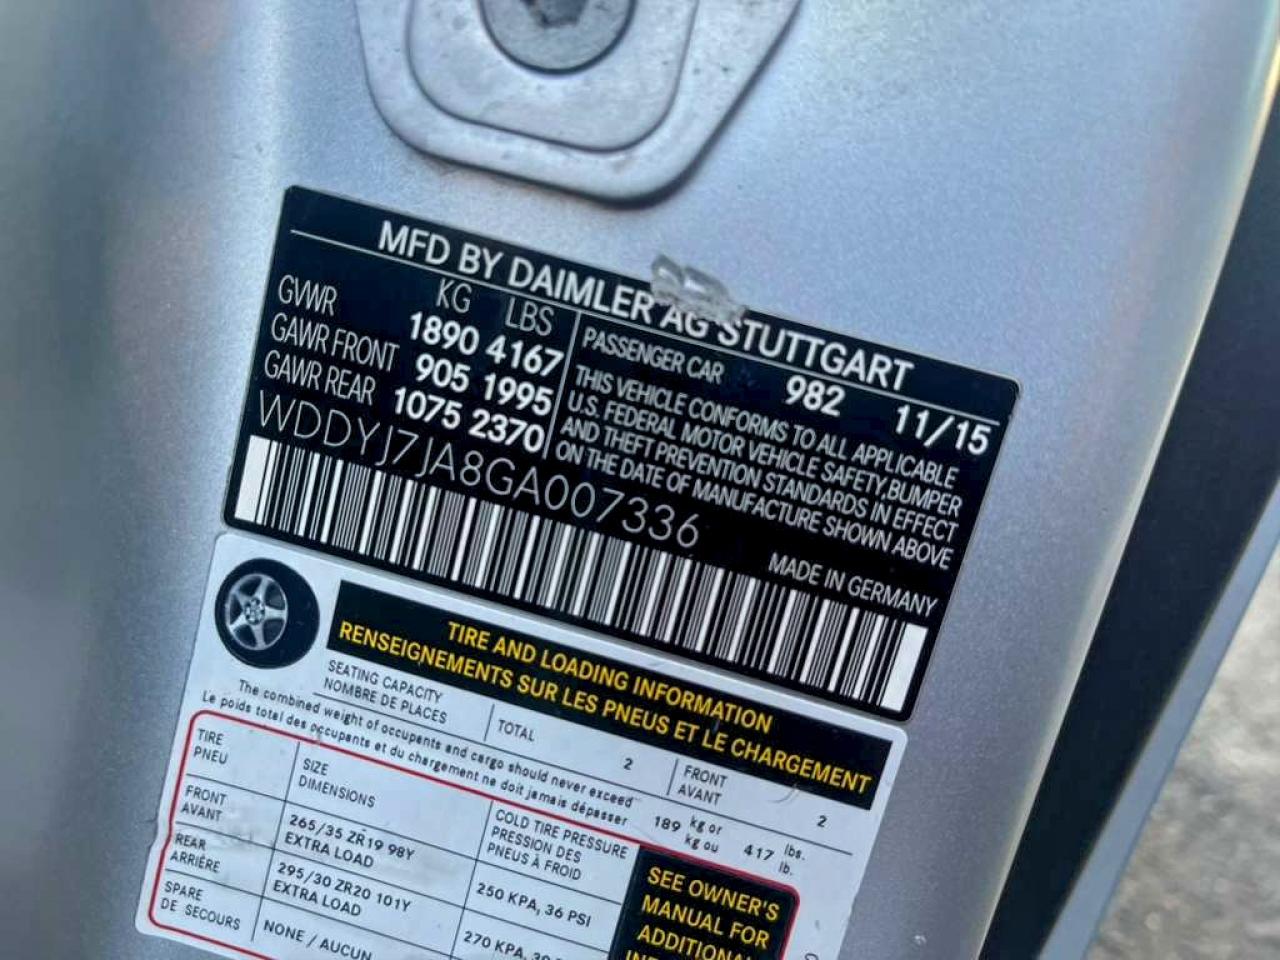 MFD BY DAIMLER AG STUTTGART
KG LBS
GVWR 1890 4167
GAWR FRONT 905 1995
GAWR REAR 1075 2370
PASSENGER CAR 982 11/15
THIS VEHICLE CONFORMS TO ALL APPLICABLE
U.S. FEDERAL MOTOR VEHICLE SAFETY, BUMPER
AND THEFT PREVENTION STANDARDS IN EFFECT
ON THE DATE OF MANUFACTURE SHOWN ABOVE
WDDYJ7JA8GA007336
MADE IN GERMANY
TIRE AND LOADING INFORMATION
RENSEIGNEMENTS SUR LES PNEUS ET LE CHARGEMENT
SEATING CAPACITY
NOMBRE DE PLACES
TOTAL 2
FRONT
AVANT 2
The combined weight of occupants and cargo should never exceed
Le poids total des occupants et du chargement ne doit jamais dépasser
189 kg or
kg ou
417 lbs.
lb.
TIRE
PNEU
SIZE
DIMENSIONS
COLD TIRE PRESSURE
PRESSION DES
PNEUS À FROID
FRONT
AVANT
265/35 ZR19 98Y
EXTRA LOAD
250 KPA, 36 PSI
REAR
ARRIÈRE
295/30 ZR20 101Y
EXTRA LOAD
270 KPA,
SPARE
DE SECOURS
NONE / AUCUN
SEE OWNER'S
MANUAL FOR